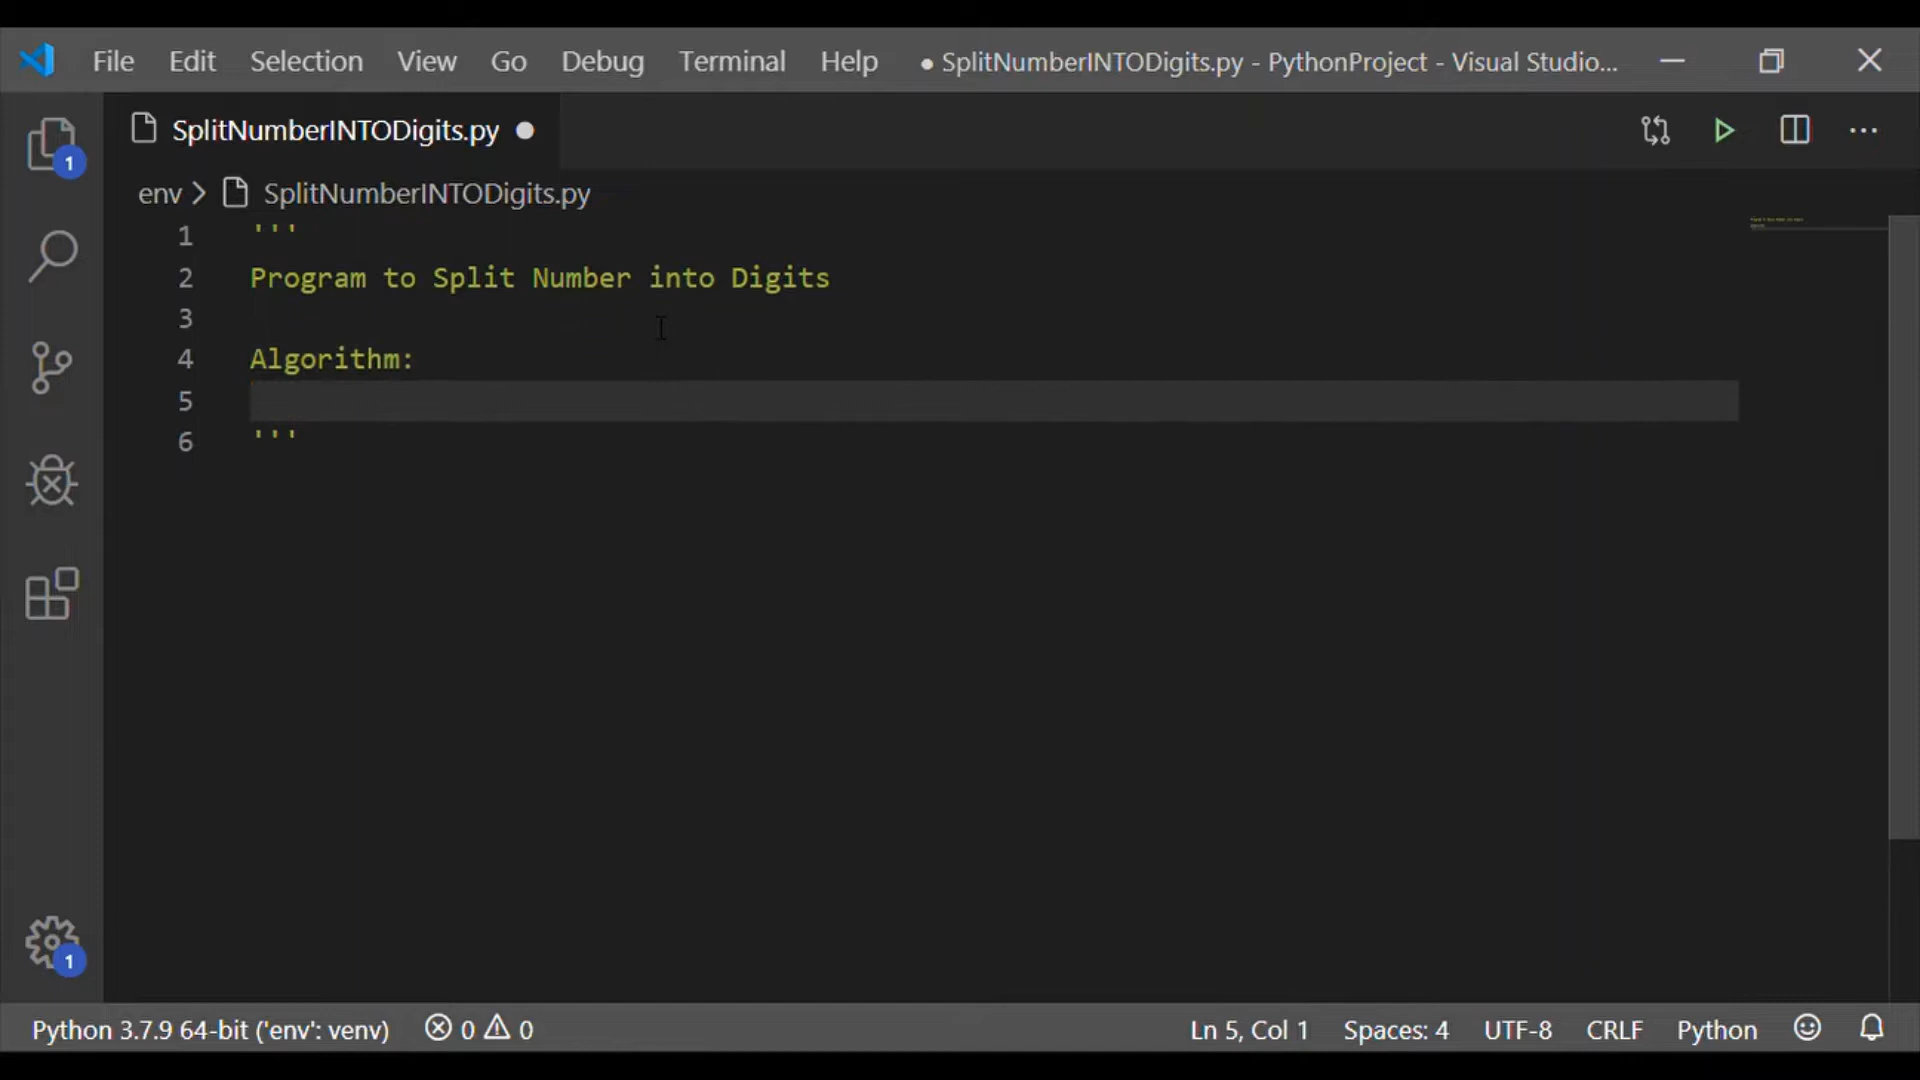 File Edit Selection View Go Debug Terminal Help ● SplitNumberINTODigits.py - PythonProject - Visual Studio...
SplitNumberINTODigits.py ●
1
env > SplitNumberINTODigits.py
1 '''
2 Program to Split Number into Digits
3
4 Algorithm:
5
6 '''
1
Python 3.7.9 64-bit ('env': venv) 0 0 Ln 5, Col 1 Spaces: 4 UTF-8 CRLF Python